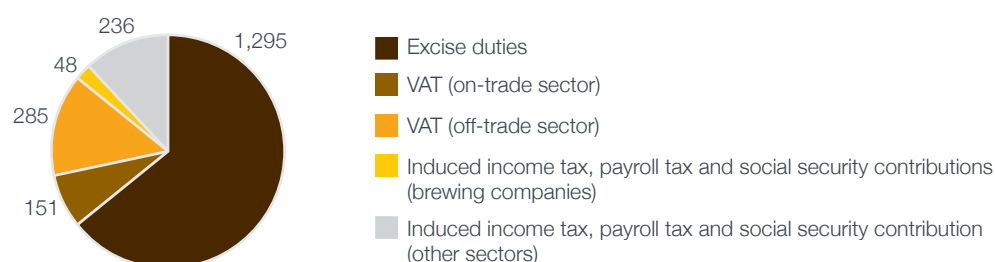 236
1,295
48
285
151
Excise duties
VAT (on-trade sector)
VAT (off-trade sector)
Induced income tax, payroll tax and social security contributions
(brewing companies)
Induced income tax, payroll tax and social security contribution
(other sectors)